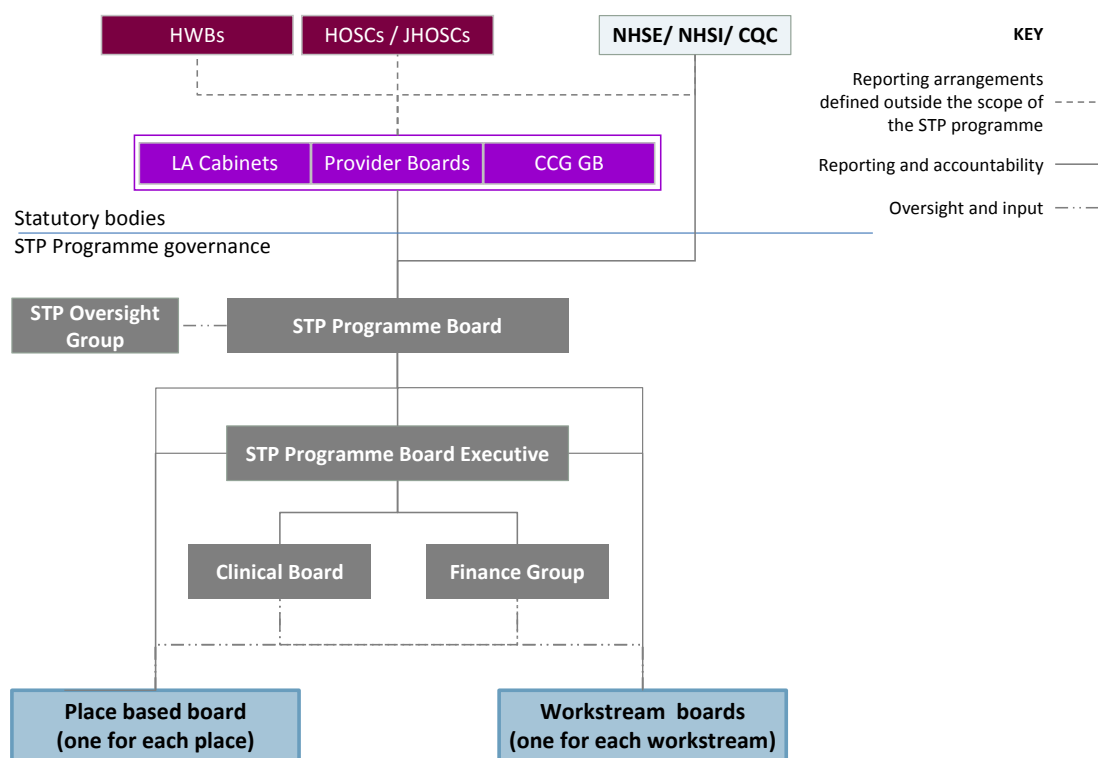 HWBs
HOSCs / JHOSCs
NHSE/ NHSI/ CQC
KEY
Reporting arrangements
defined outside the scope of
the STP programme
Reporting and accountability
Oversight and input
LA Cabinets
Provider Boards
CCG GB
Statutory bodies
STP Programme governance
STP Oversight
Group
STP Programme Board
STP Programme Board Executive
Clinical Board
Finance Group
Place based board
(one for each place)
Workstream boards
(one for each workstream)